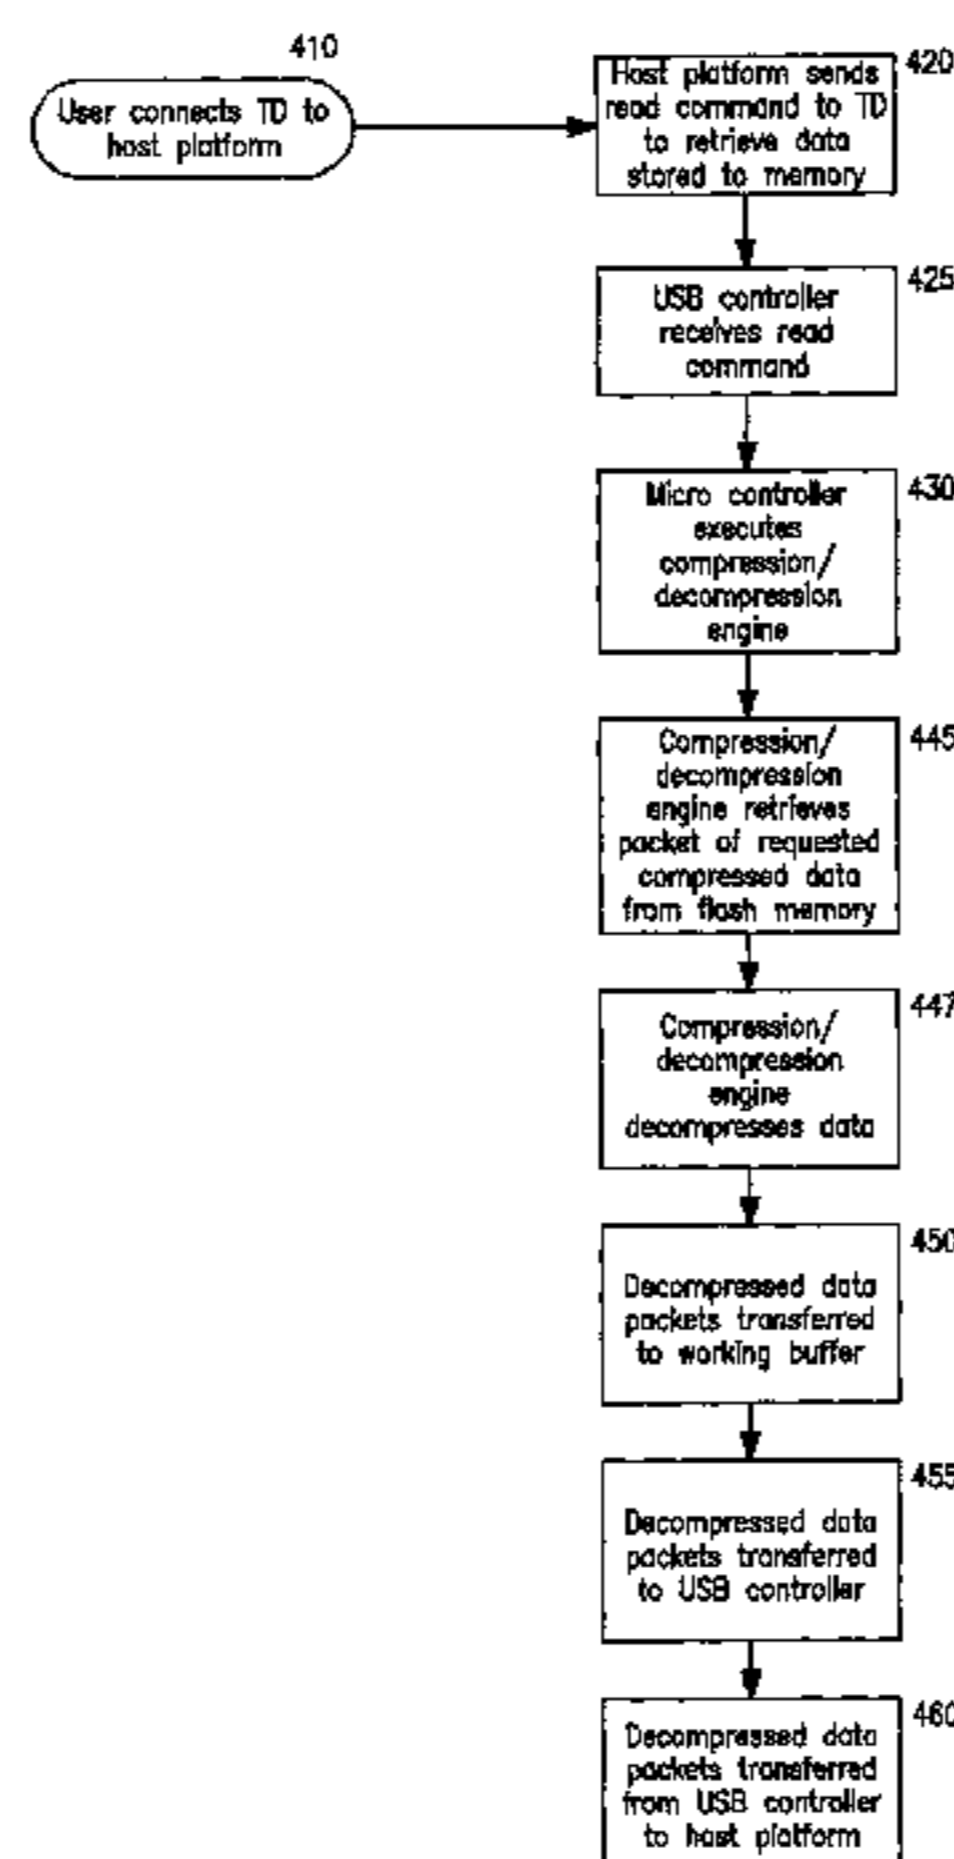 410
User connects TD to
host platform
420
Host platform sends
read command to TD
to retrieve data
stored to memory
425
USB controller
receives read
command
430
Micro controller
executes
compression/
decompression
engine
445
Compression/
decompression
engine retrieves
packet of requested
compressed data
from flash memory
447
Compression/
decompression
engine
decompresses data
450
Decompressed data
packets transferred
to working buffer
455
Decompressed data
packets transferred
to USB controller
460
Decompressed data
packets transferred
from USB controller
to host platform